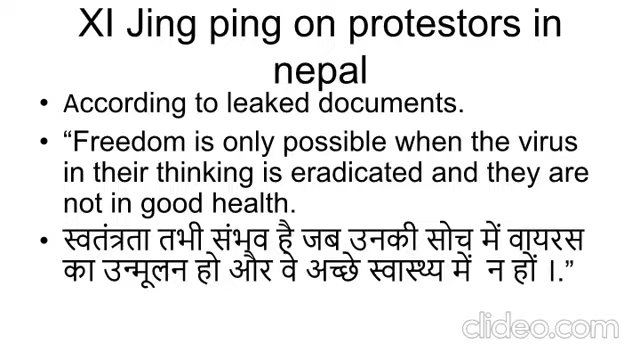 XI Jing ping on protestors in
nepal
• According to leaked documents.
• “Freedom is only possible when the virus
in their thinking is eradicated and they are
not in good health.
• स्वतंत्रता तभी संभव है जब उनकी सोच में वायरस
का उन्मूलन हो और वे अच्छे स्वास्थ्य में न हों ।.”
clideo.com